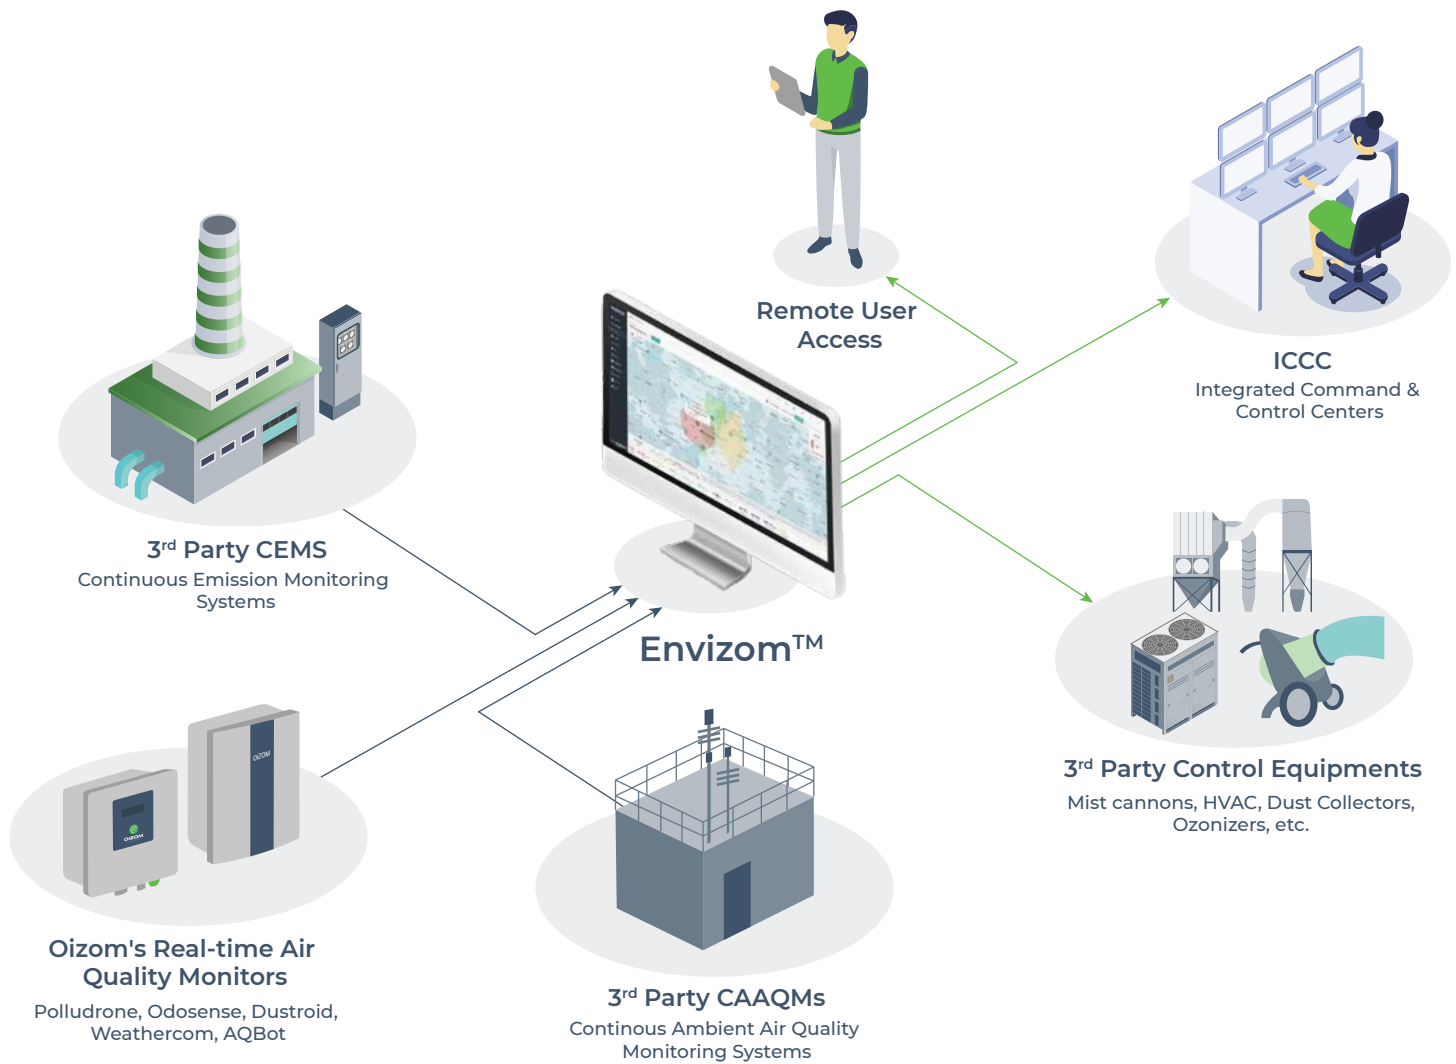 Remote User
Access
ICCC
Integrated Command &
Control Centers
3rd Party CEMS
Continuous Emission Monitoring
Systems
Envizom™
OIZOM
OIZOM
3rd Party Control Equipments
Mist cannons, HVAC, Dust Collectors,
Ozonizers, etc.
Oizom's Real-time Air
Quality Monitors
Polludrone, Odosense, Dustroid,
Weathercom, AQBot
3rd Party CAAQMs
Continous Ambient Air Quality
Monitoring Systems